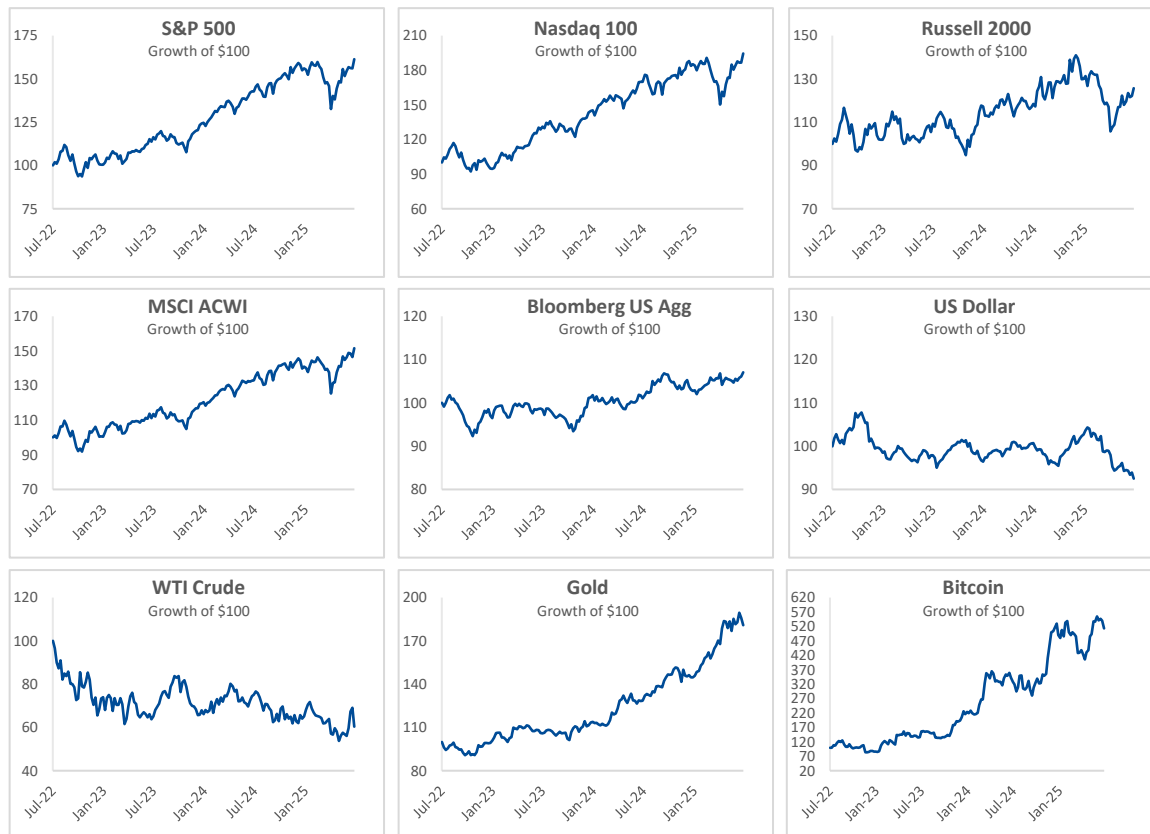 S&P 500
Growth of $100
175
150
125
100
75
Jul-22
Jan-23
Jul-23
Jan-24
Jul-24
Jan-25
Nasdaq 100
Growth of $100
210
180
150
120
90
60
Jul-22
Jan-23
Jul-23
Jan-24
Jul-24
Jan-25
Russell 2000
Growth of $100
150
130
110
90
70
Jul-22
Jan-23
Jul-23
Jan-24
Jul-24
Jan-25
MSCI ACWI
Growth of $100
170
150
130
110
90
70
Jul-22
Jan-23
Jul-23
Jan-24
Jul-24
Jan-25
Bloomberg US Agg
Growth of $100
120
110
100
90
80
Jul-22
Jan-23
Jul-23
Jan-24
Jul-24
Jan-25
US Dollar
Growth of $100
130
120
110
100
90
Jul-22
Jan-23
Jul-23
Jan-24
Jul-24
Jan-25
WTI Crude
Growth of $100
120
100
80
60
40
Jul-22
Jan-23
Jul-23
Jan-24
Jul-24
Jan-25
Gold
Growth of $100
200
170
140
110
80
Jul-22
Jan-23
Jul-23
Jan-24
Jul-24
Jan-25
Bitcoin
Growth of $100
620
570
520
470
420
370
320
270
220
170
120
70
20
Jul-22
Jan-23
Jul-23
Jan-24
Jul-24
Jan-25